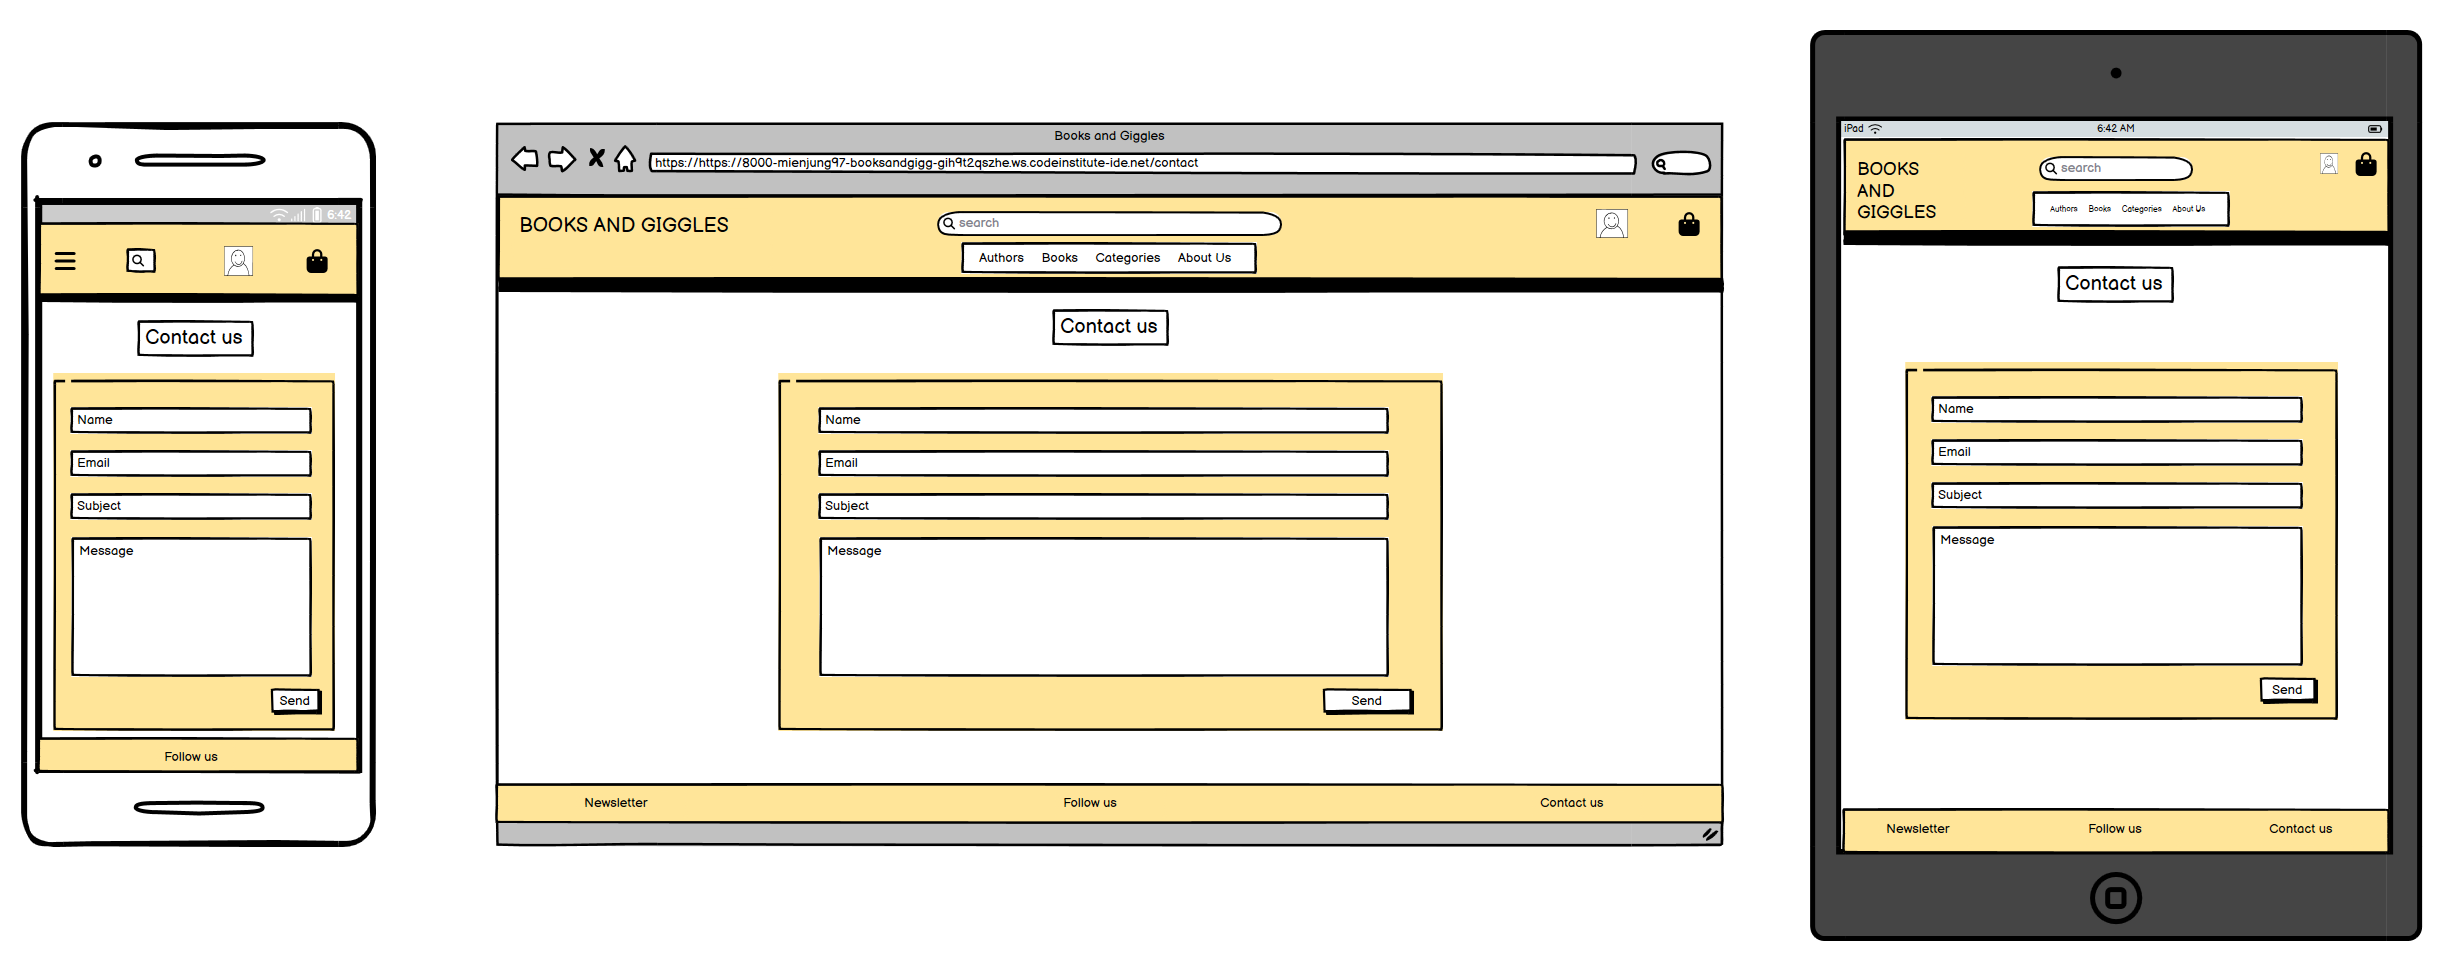 6:42
Contact us
Name
Email
Subject
Message
Send
Follow us
Books and Giggles
https://https://8000-mienjung97-booksandgigg-gih9t2qszhe.ws.codeinstitute-ide.net/contact
BOOKS AND GIGGLES
search
Authors Books Categories About Us
Contact us
Name
Email
Subject
Message
Send
Newsletter Follow us Contact us
iPad 6:42 AM
BOOKS
AND
GIGGLES
search
Authors Books Categories About Us
Contact us
Name
Email
Subject
Message
Send
Newsletter Follow us Contact us